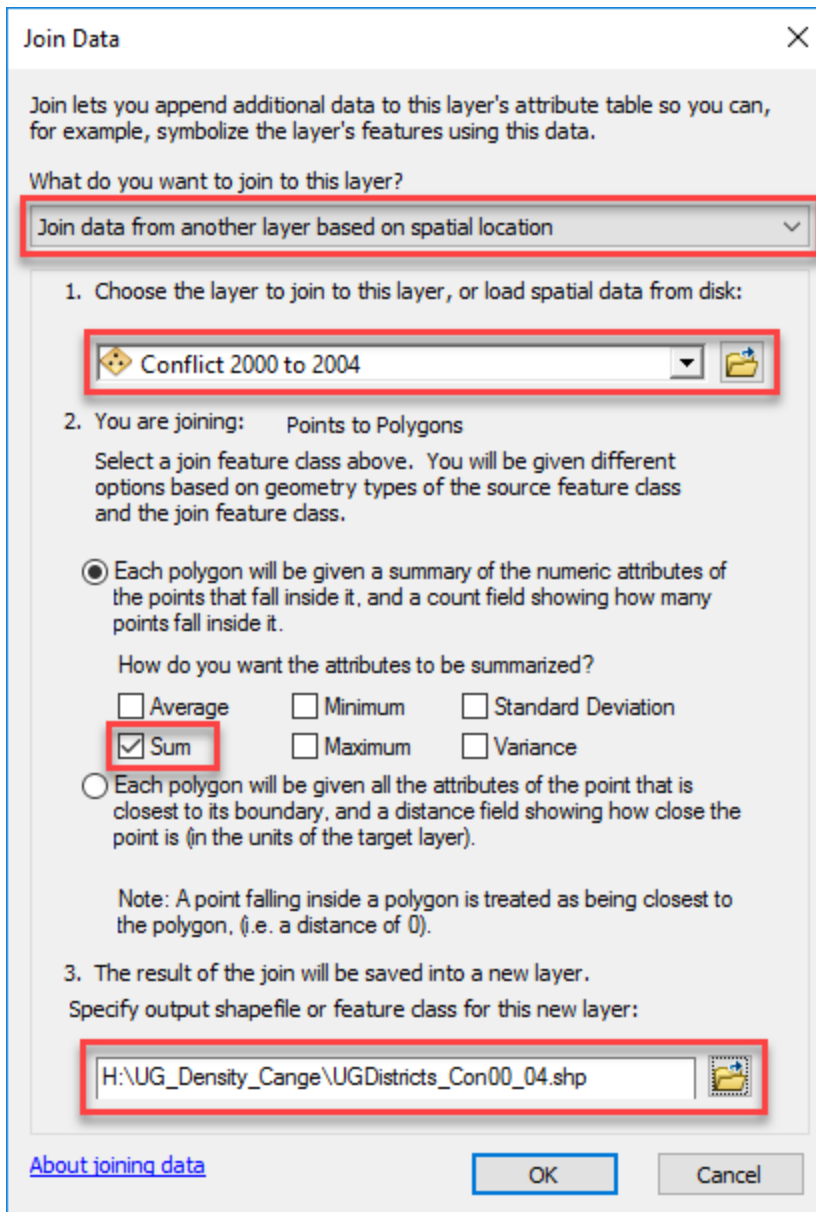 Join Data
Join lets you append additional data to this layer's attribute table so you can,
for example, symbolize the layer's features using this data.
What do you want to join to this layer?
Join data from another layer based on spatial location
1. Choose the layer to join to this layer, or load spatial data from disk:
Conflict 2000 to 2004
2. You are joining: Points to Polygons
Select a join feature class above. You will be given different
options based on geometry types of the source feature class
and the join feature class.
Each polygon will be given a summary of the numeric attributes of
the points that fall inside it, and a count field showing how many
points fall inside it.
How do you want the attributes to be summarized?
Average Minimum Standard Deviation
Sum Maximum Variance
Each polygon will be given all the attributes of the point that is
closest to its boundary, and a distance field showing how close the
point is (in the units of the target layer).
Note: A point falling inside a polygon is treated as being closest to
the polygon, (i.e. a distance of 0).
3. The result of the join will be saved into a new layer.
Specify output shapefile or feature class for this new layer:
H:\UG_Density_Cange\UGDistricts_Con00_04.shp
About joining data OK Cancel